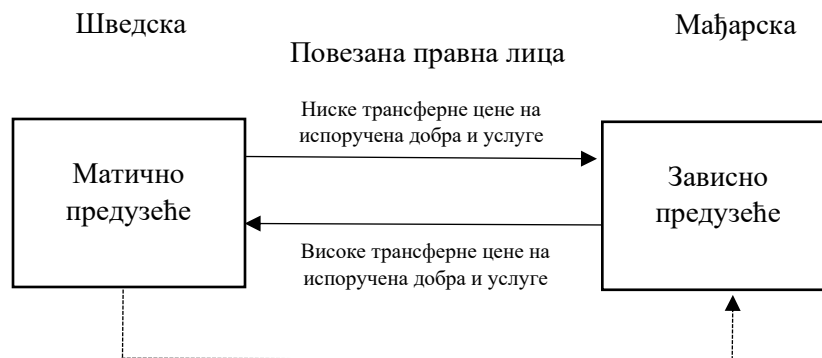 Шведска
Мађарска
Повезана правна лица
Ниске трансферне цене на
испоручена добра и услуге
Матично
предузеће
Зависно
предузеће
Високе трансферне цене на
испоручена добра и услуге